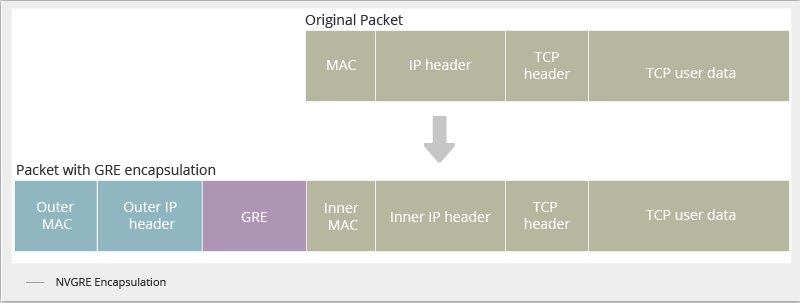 Original Packet
MAC
IP header
TCP
header
TCP user data
Packet with GRE encapsulation
Outer
MAC
Outer IP
header
GRE
Inner
MAC
Inner IP header
TCP
header
TCP user data
NVGRE Encapsulation